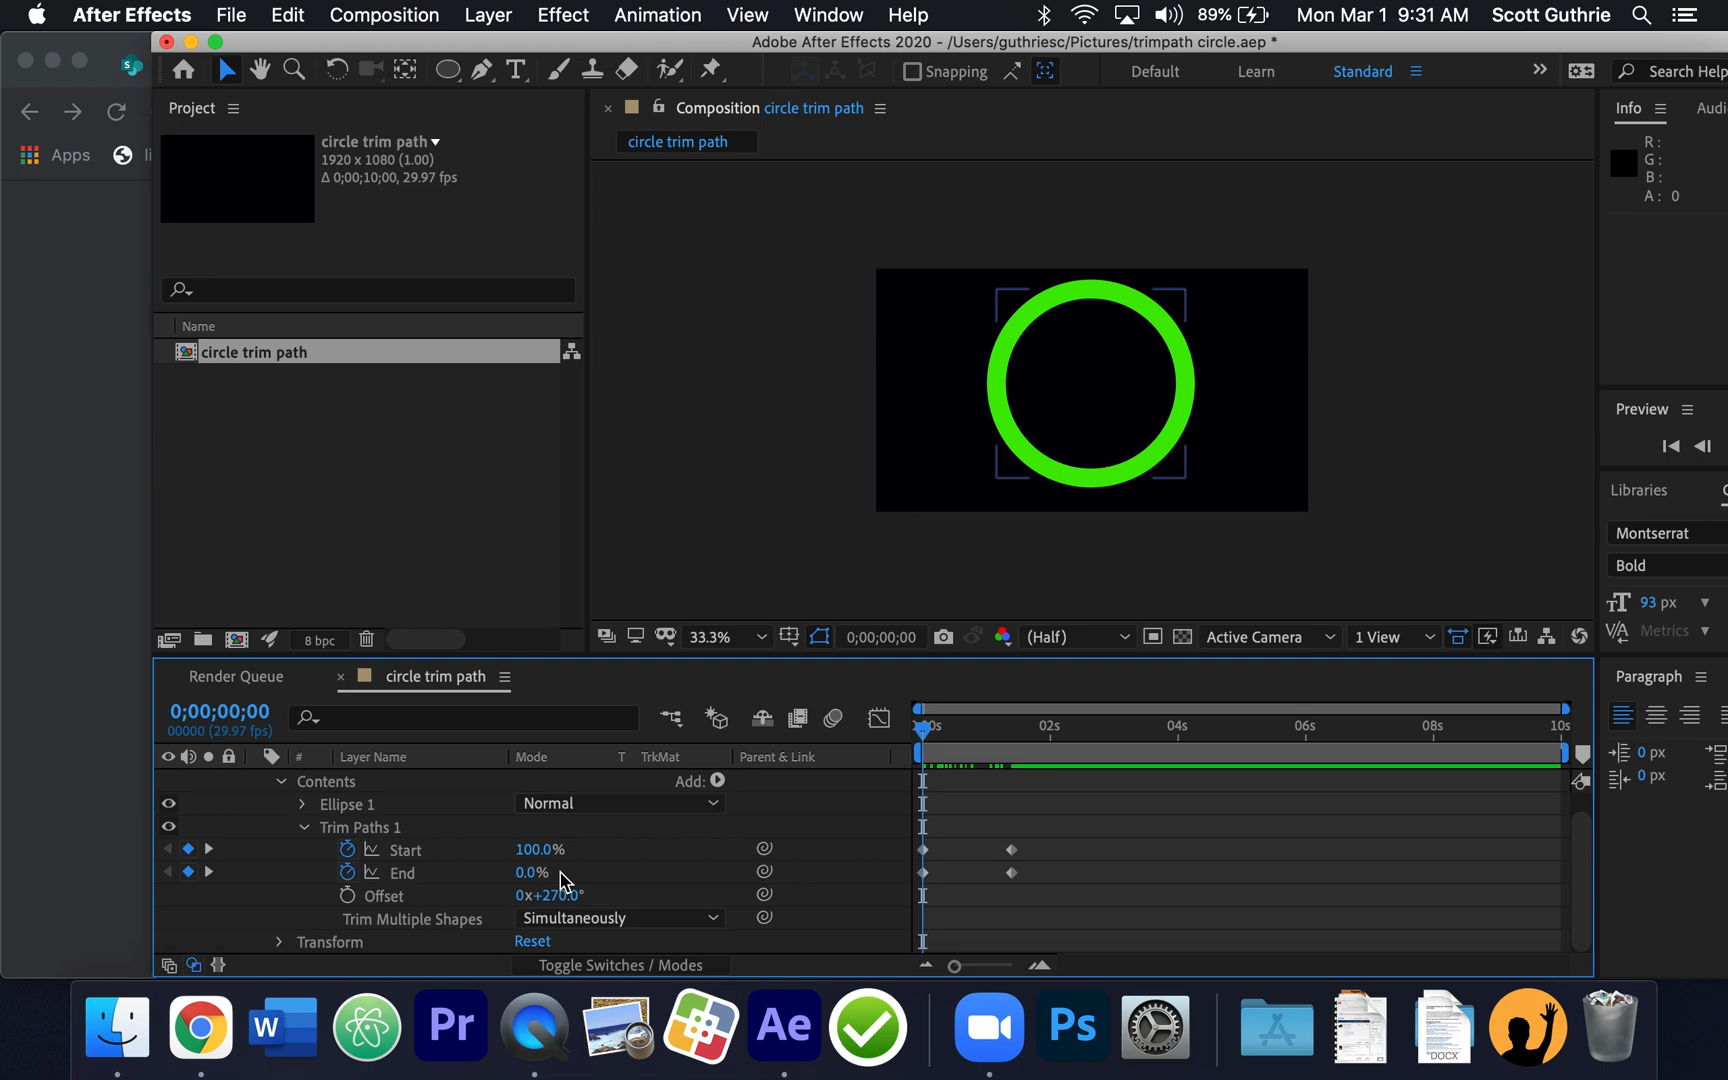 After Effects File Edit Composition Layer Effect Animation View Window Help 89% Mon Mar 1 9:31 AM Scott Guthrie
Adobe After Effects 2020 - /Users/guthriesc/Pictures/trimpath circle.aep *
Snapping Default Learn Standard Search Help
Project
Composition circle trim path
Info Audi
circle trim path
1920 x 1080 (1.00)
Δ 0;00;10;00, 29.97 fps
circle trim path
R:
G:
B:
A: 0
Apps li
Name
circle trim path
Preview
Libraries
Montserrat
Bold
93 px
Metrics
8 bpc
33.3% 0;00;00;00 (Half) Active Camera 1 View
Render Queue
circle trim path
Paragraph
0;00;00;00
00000 (29.97 fps)
:00s 02s 04s 06s 08s 10s
0 px
0 px
# Layer Name Mode T TrkMat Parent & Link
Contents Add:
Ellipse 1 Normal
Trim Paths 1
Start 100.0%
End 0.0%
Offset 0x+270.0°
Trim Multiple Shapes Simultaneously
Transform Reset
Toggle Switches / Modes
W Pr Ae Ps
DOCX